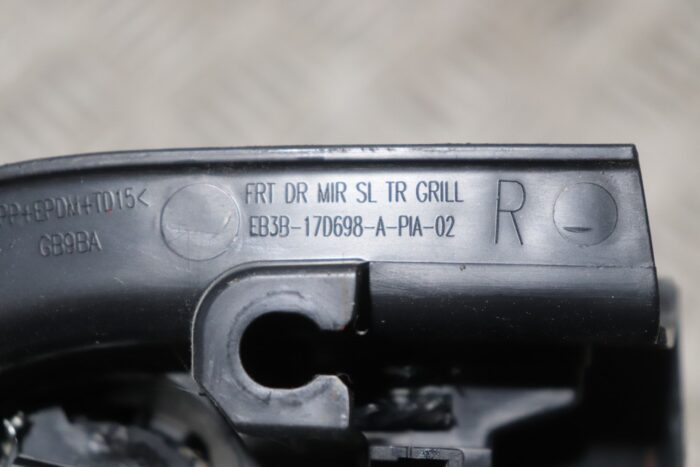 PP+EPDM+TD15<
GB9BA
FRT DR MIR SL TR GRILL
EB3B-17D698-A-PIA-02
R